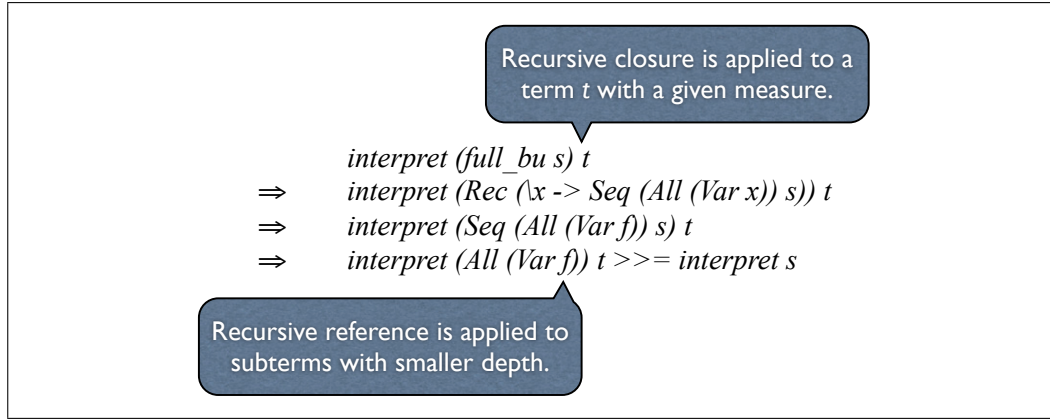 Recursive closure is applied to a
term t with a given measure.
interpret (full_bu s) t
⇒ interpret (Rec (\x -> Seq (All (Var x)) s)) t
⇒ interpret (Seq (All (Var f)) s) t
⇒ interpret (All (Var f)) t >>= interpret s
Recursive reference is applied to
subterms with smaller depth.